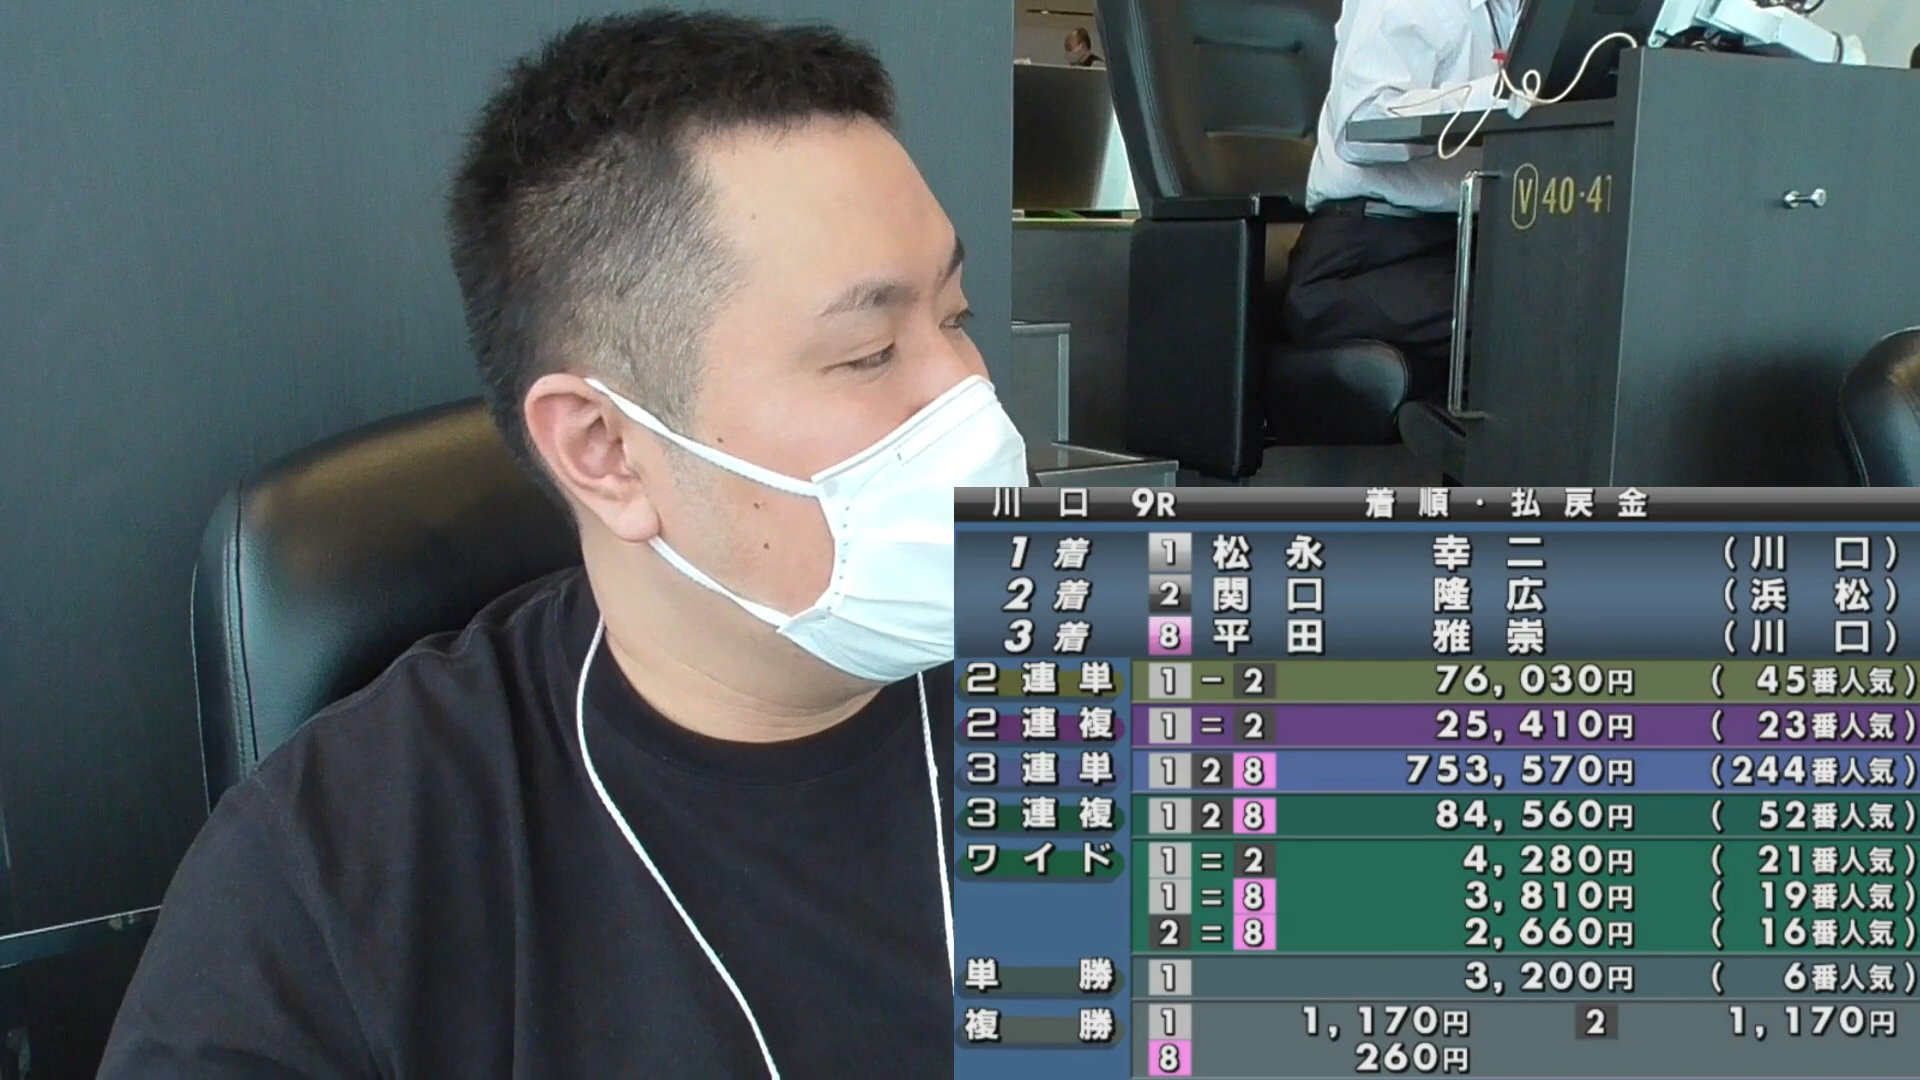 V 40・41
川口 9R 着順・払戻金
1着 1 松永 幸二 (川口)
2着 2 関口 隆広 (浜松)
3着 8 平田 雅崇 (川口)
2連単 1-2 76,030円 (45番人気)
2連複 1=2 25,410円 (23番人気)
3連単 1 2 8 753,570円 (244番人気)
3連複 1 2 8 84,560円 (52番人気)
ワイド 1=2 4,280円 (21番人気)
1=8 3,810円 (19番人気)
2=8 2,660円 (16番人気)
単勝 1 3,200円 (6番人気)
複勝 1 1,170円 2 1,170円
8 260円